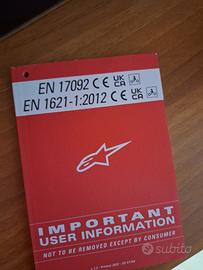 EN 17092 CE UK CA
EN 1621-1:2012 CE UK CA
IMPORTANT
USER INFORMATION
NOT TO BE REMOVED EXCEPT BY CONSUMER
subito